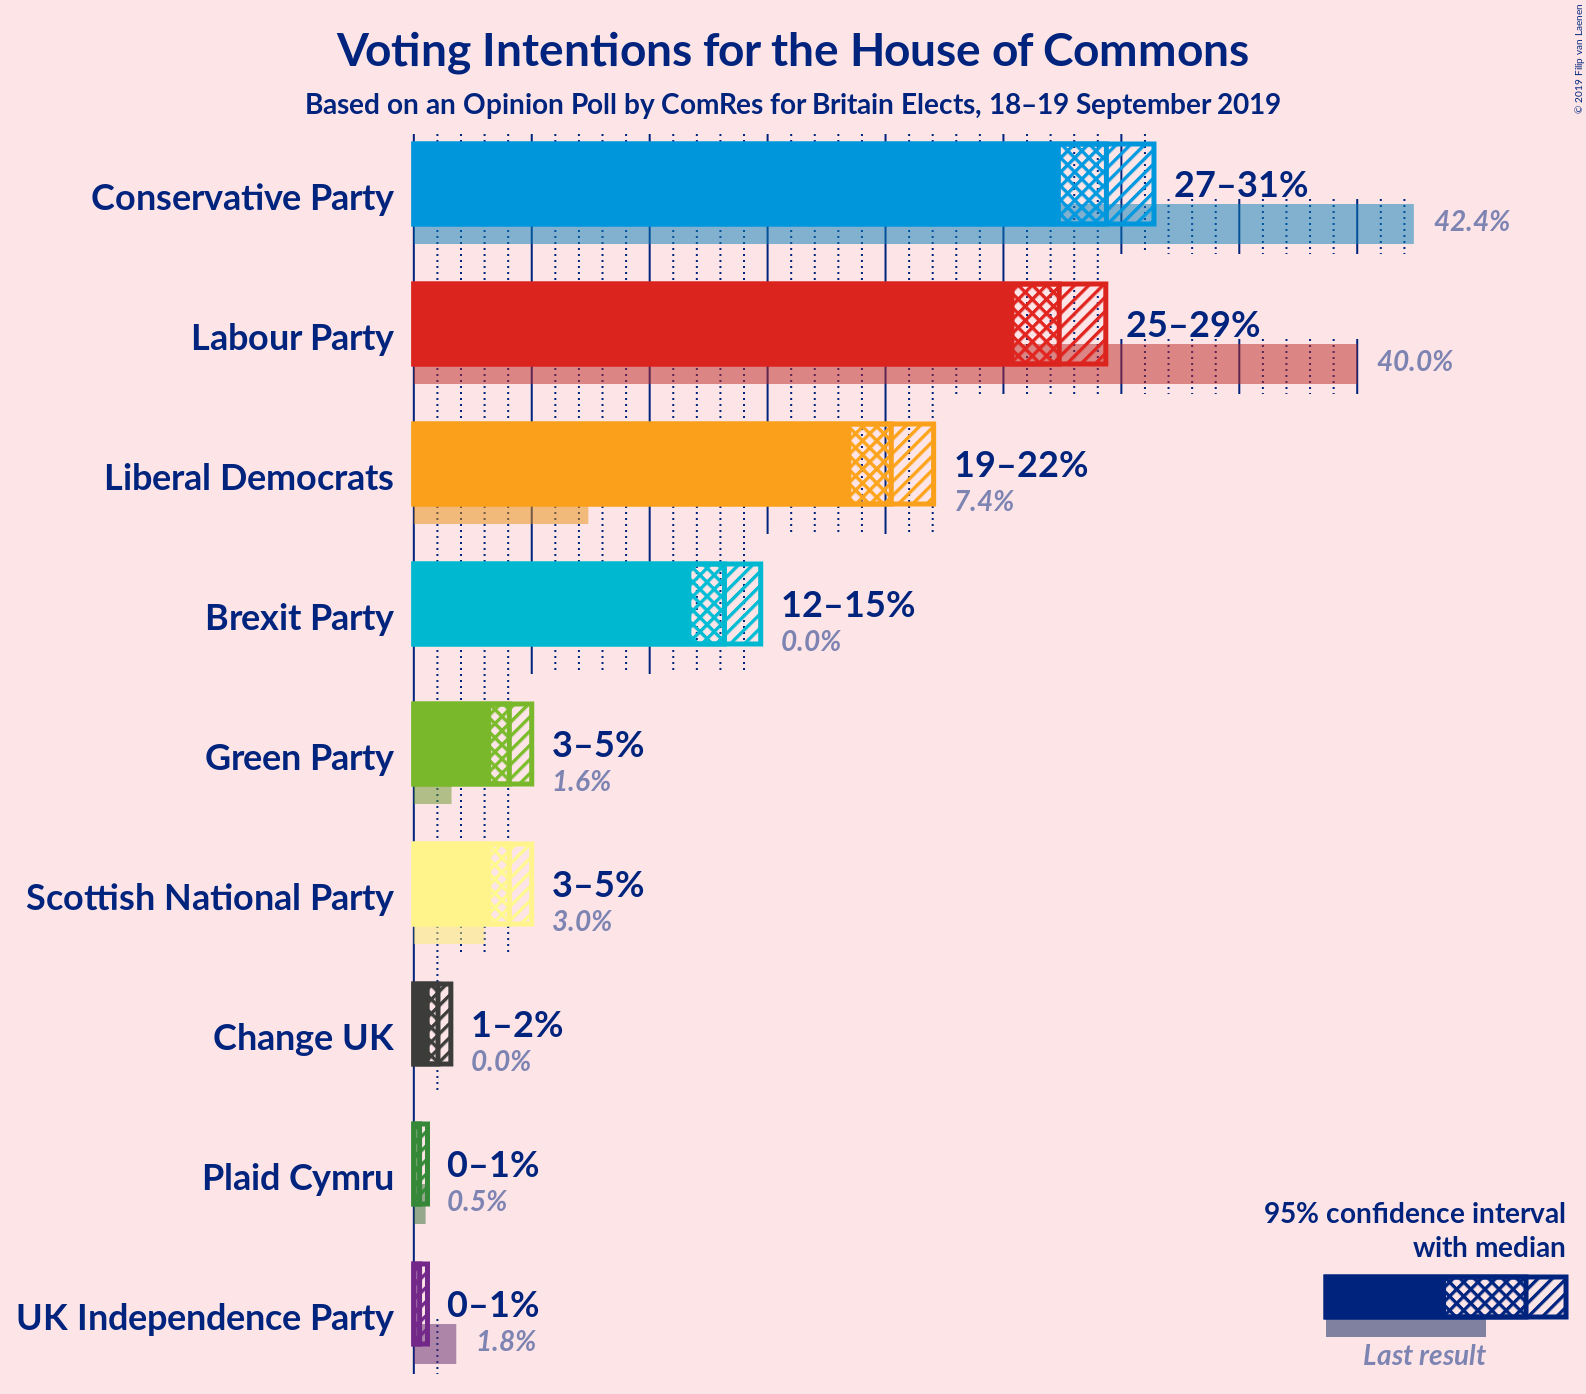 Voting Intentions for the House of Commons
Based on an Opinion Poll by ComRes for Britain Elects, 18–19 September 2019
© 2019 Filip van Laenen
Conservative Party
27–31%
42.4%
Labour Party
25–29%
40.0%
Liberal Democrats
19–22%
7.4%
Brexit Party
12–15%
0.0%
Green Party
3–5%
1.6%
Scottish National Party
3–5%
3.0%
Change UK
1–2%
0.0%
Plaid Cymru
0–1%
0.5%
UK Independence Party
0–1%
1.8%
95% confidence interval
with median
Last result